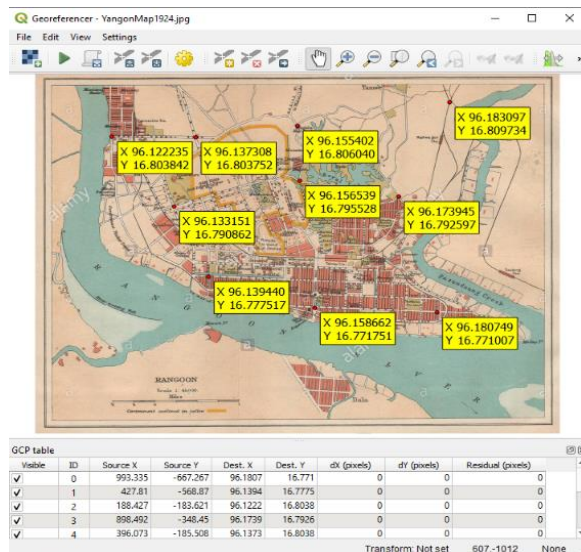 Georeferencer - YangonMap1924.jpg
File Edit View Settings
X 96.183097
Y 16.809734
X 96.122235
Y 16.803842
X 96.137308
Y 16.803752
X 96.155402
Y 16.806040
X 96.156539
Y 16.795528
X 96.173945
Y 16.792597
X 96.133151
Y 16.790862
X 96.139440
Y 16.777517
X 96.158662
Y 16.771751
X 96.180749
Y 16.771007
RANGOON
RANGOON
Dala
GCP table
Visible ID Source X Source Y Dest. X Dest. Y dX (pixels) dY (pixels) Residual (pixels)
0 993.335 -667.267 96.1807 16.771 0 0 0
1 427.81 -568.87 96.1394 16.7775 0 0 0
2 188.427 -183.621 96.1222 16.8038 0 0 0
3 898.492 -348.45 96.1739 16.7926 0 0 0
4 396.073 -185.508 96.1373 16.8038 0 0 0
Transform: Not set 607,-1012 None